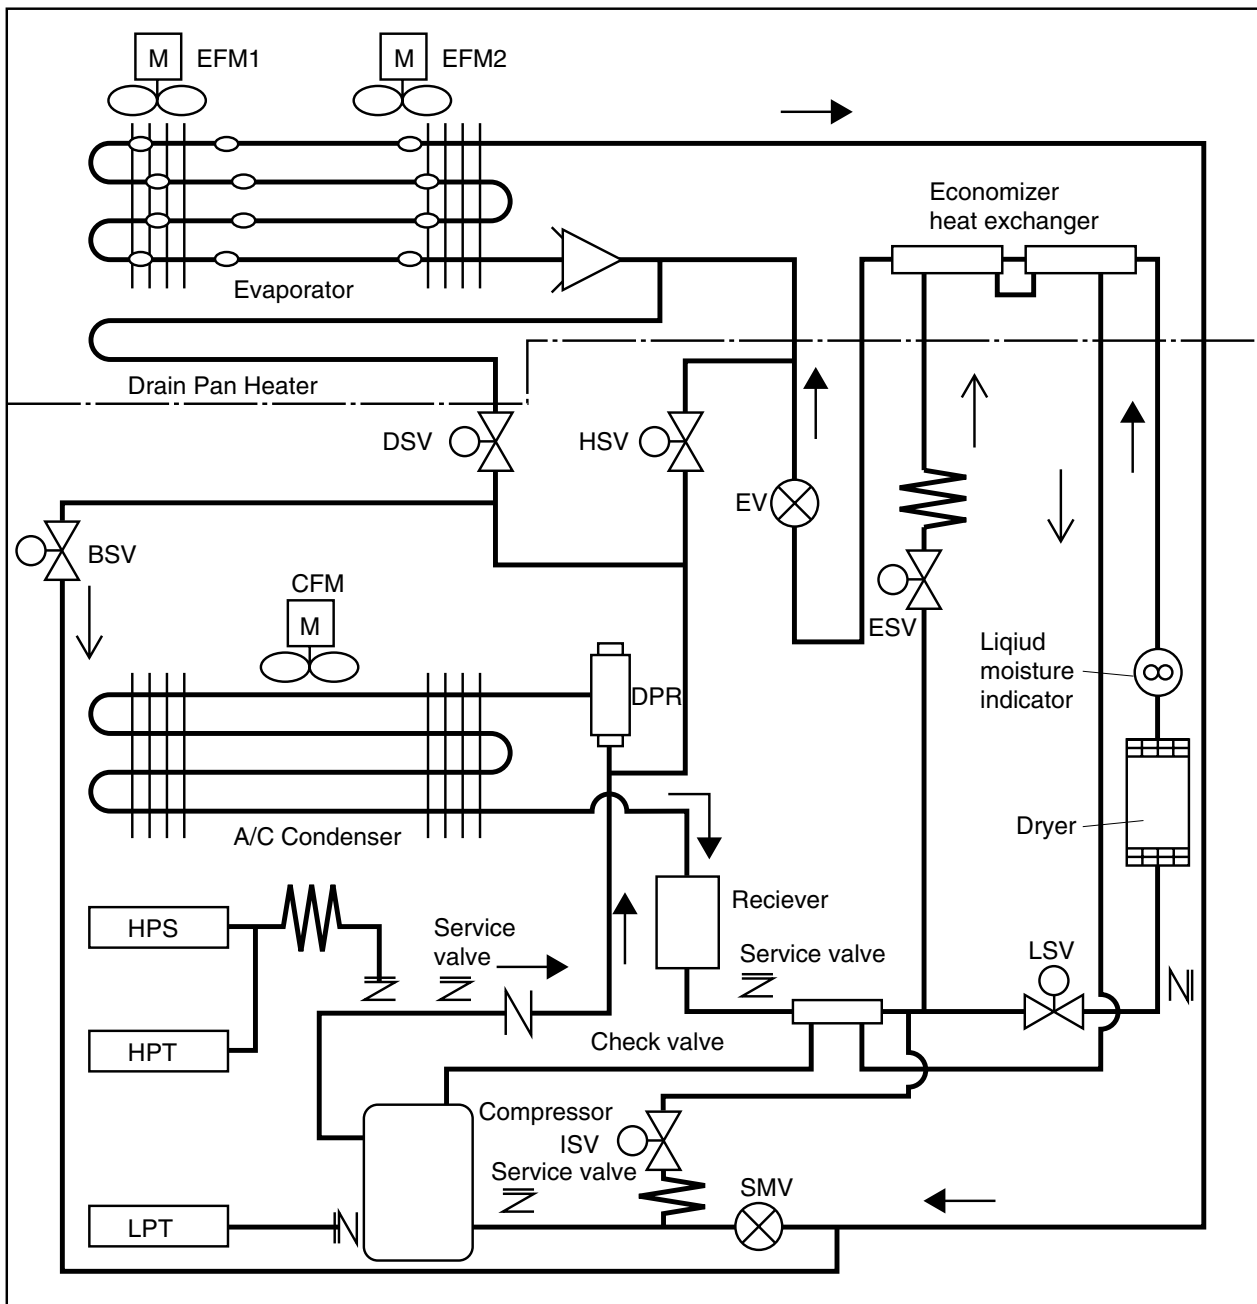 M EFM1
M EFM2
Economizer
heat exchanger
Evaporator
Drain Pan Heater
DSV
HSV
EV
BSV
CFM
M
ESV
Liqiud
moisture
indicator
DPR
Dryer
A/C Condenser
HPS
Service
valve
Reciever
Service valve
LSV
HPT
Check valve
Compressor
ISV
Service valve
SMV
LPT